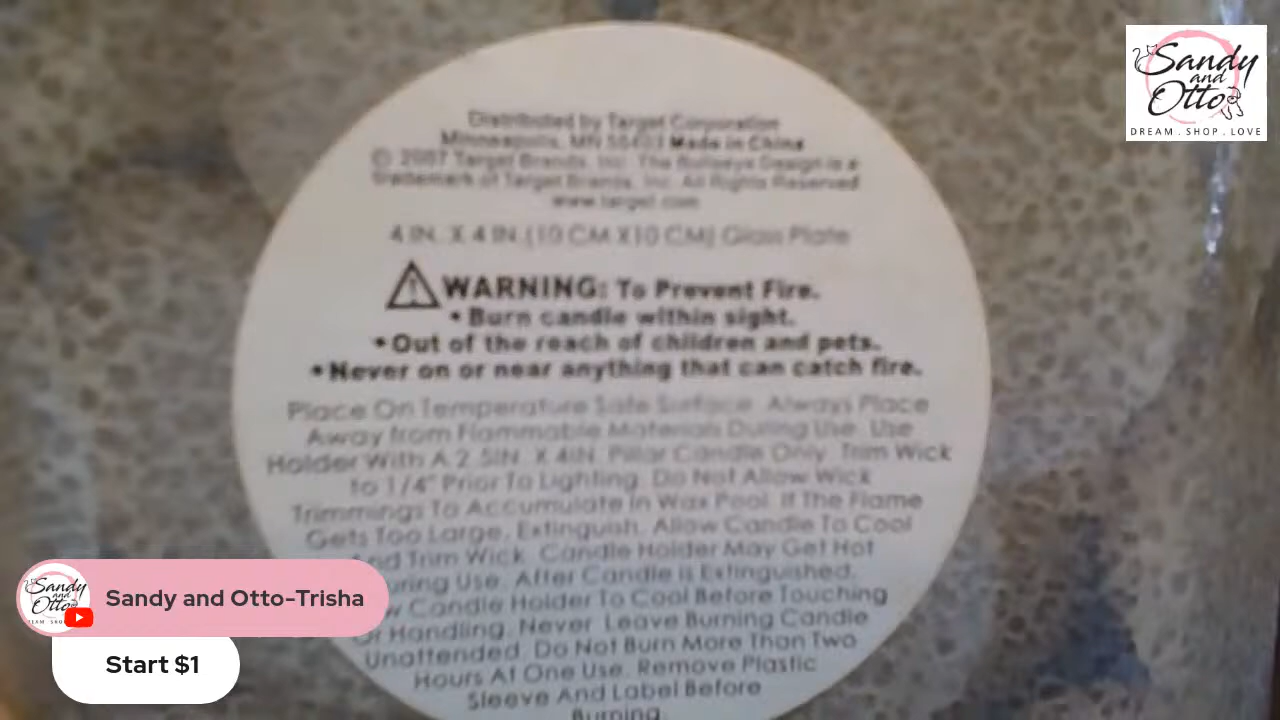 Sandy
and
Otto
DREAM . SHOP . LOVE
Distributed by Target Corporation
Minneapolis, MN 55403 Made in China
© 2007 Target Brands, Inc. The Bullseye Design is a
trademark of Target Brands, Inc. All Rights Reserved
www.target.com
4 IN. X 4 IN.(10 CM X10 CM) Glass Plate
WARNING: To Prevent Fire.
• Burn candle within sight.
• Out of the reach of children and pets.
• Never on or near anything that can catch fire.
Place On Temperature Safe Surface. Always Place
Away from Flammable Materials During Use. Use
Holder With A 2.5IN. X 4IN. Pillar Candle Only. Trim Wick
to 1/4" Prior To Lighting. Do Not Allow Wick
Trimmings To Accumulate In Wax Pool. If The Flame
Gets Too Large, Extinguish. Allow Candle To Cool
nd Trim Wick. Candle Holder May Get Hot
uring Use. After Candle is Extinguished,
w Candle Holder To Cool Before Touching
or Handling. Never Leave Burning Candle
Unattended. Do Not Burn More Than Two
Hours At One Use. Remove Plastic
Sleeve And Label Before
Burning.
Sandy
and
Otto
Sandy and Otto-Trisha
Start $1